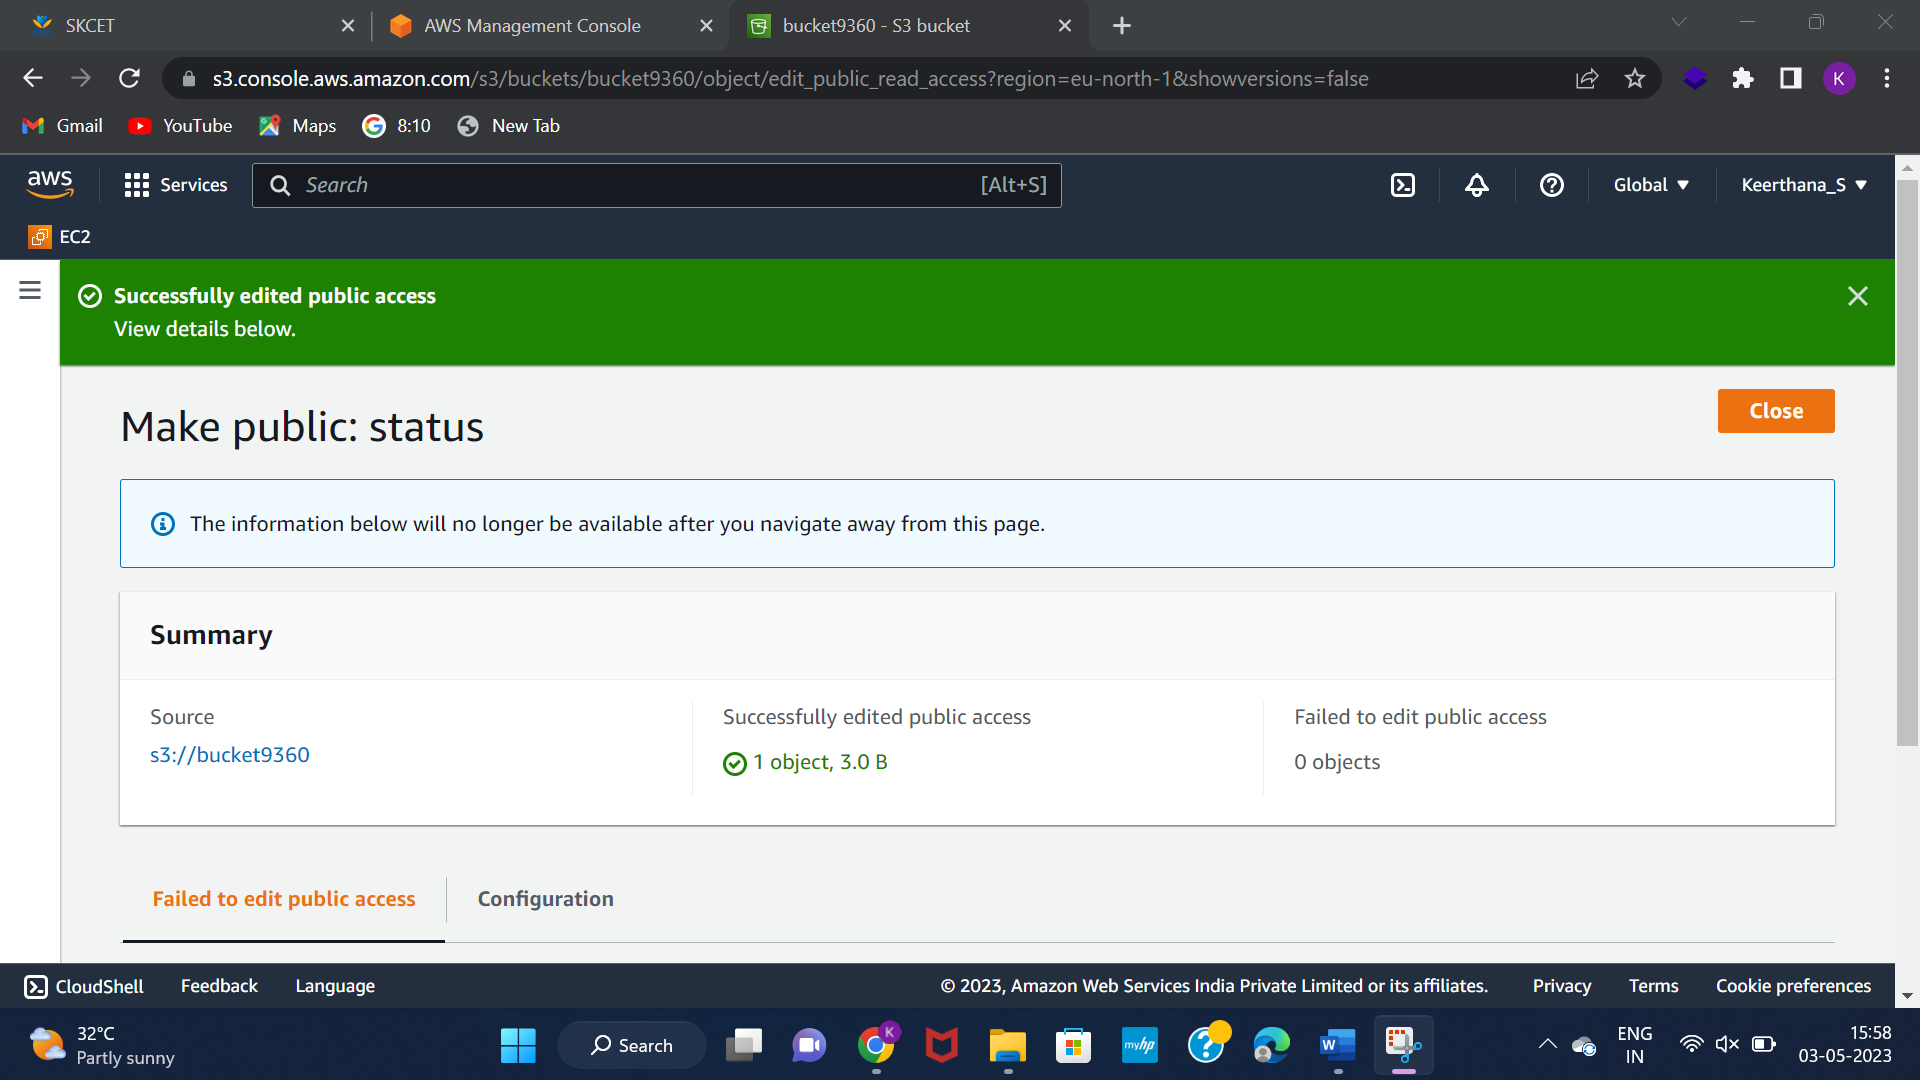 SKCET
AWS Management Console
bucket9360 - S3 bucket
s3.console.aws.amazon.com/s3/buckets/bucket9360/object/edit_public_read_access?region=eu-north-1&showversions=false
K
Gmail
YouTube
Maps
8:10
New Tab
aws
Services
Search
[Alt+S]
Global
Keerthana_S
EC2
Successfully edited public access
View details below.
Make public: status
Close
The information below will no longer be available after you navigate away from this page.
Summary
Source
s3://bucket9360
Successfully edited public access
1 object, 3.0 B
Failed to edit public access
0 objects
Failed to edit public access
Configuration
CloudShell
Feedback
Language
© 2023, Amazon Web Services India Private Limited or its affiliates.
Privacy
Terms
Cookie preferences
32°C
Partly sunny
Search
K
myhp
W
ENG
IN
15:58
03-05-2023